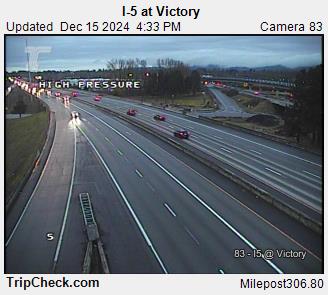 I-5 at Victory
Updated Dec 15 2024 4:33 PM Camera 83
HIGH PRESSURE
S
83 - I5 @ Victory
TripCheck.com Milepost306.80